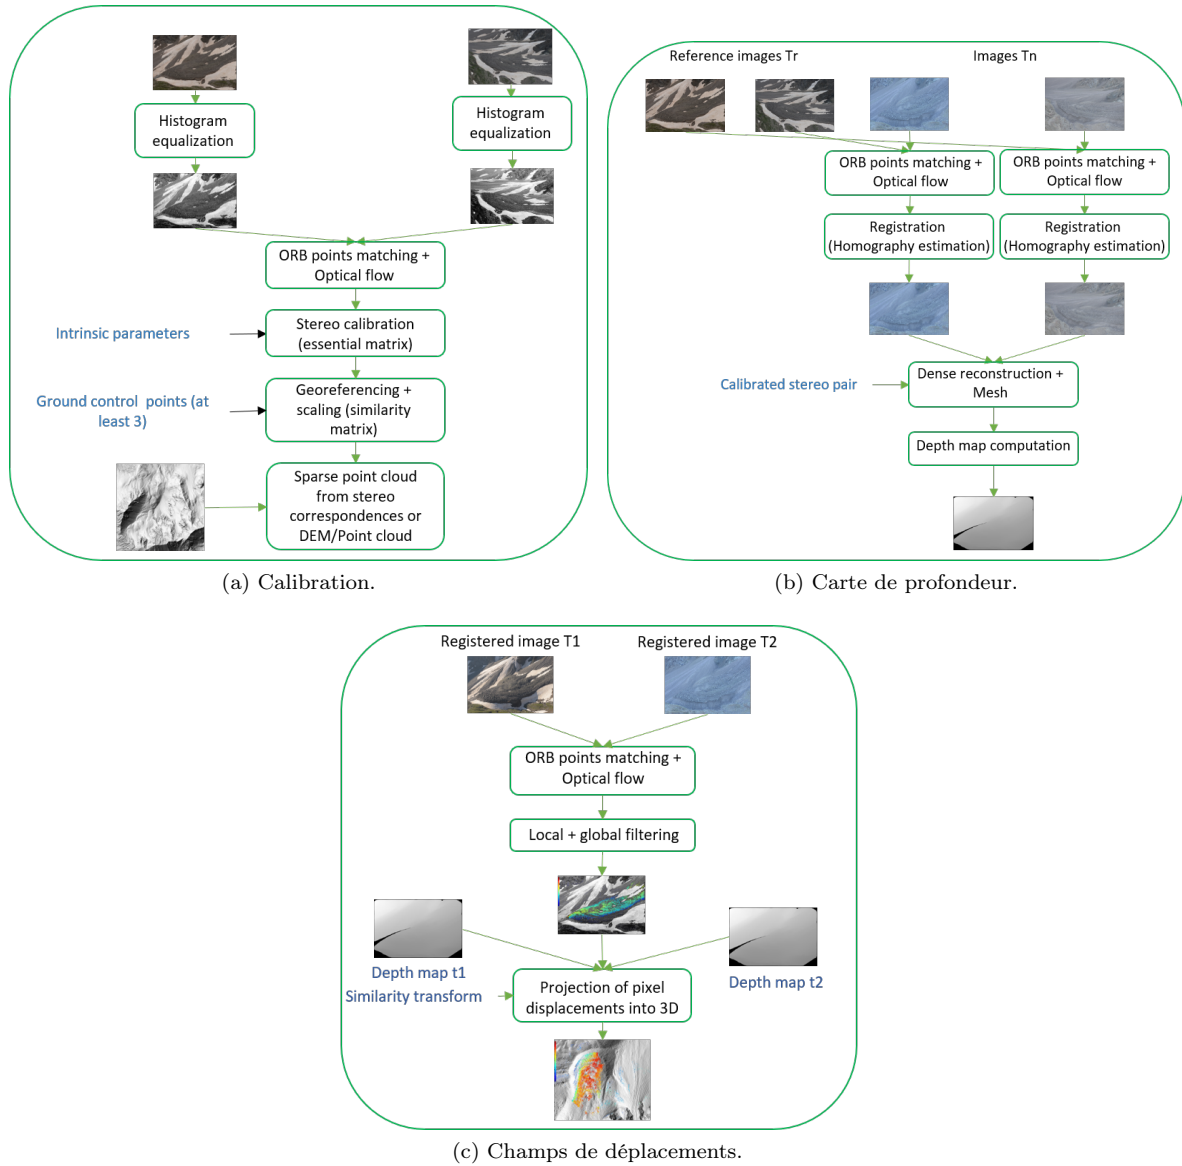 Histogram
equalization
Histogram
equalization
ORB points matching +
Optical flow
Intrinsic parameters
Stereo calibration
(essential matrix)
Ground control points (at
least 3)
Georeferencing +
scaling (similarity
matrix)
Sparse point cloud
from stereo
correspondences or
DEM/Point cloud
(a) Calibration.
Reference images Tr
Images Tn
ORB points matching +
Optical flow
ORB points matching +
Optical flow
Registration
(Homography estimation)
Registration
(Homography estimation)
Calibrated stereo pair
Dense reconstruction +
Mesh
Depth map computation
(b) Carte de profondeur.
Registered image T1
Registered image T2
ORB points matching +
Optical flow
Local + global filtering
Depth map t1
Similarity transform
Depth map t2
Projection of pixel
displacements into 3D
(c) Champs de déplacements.